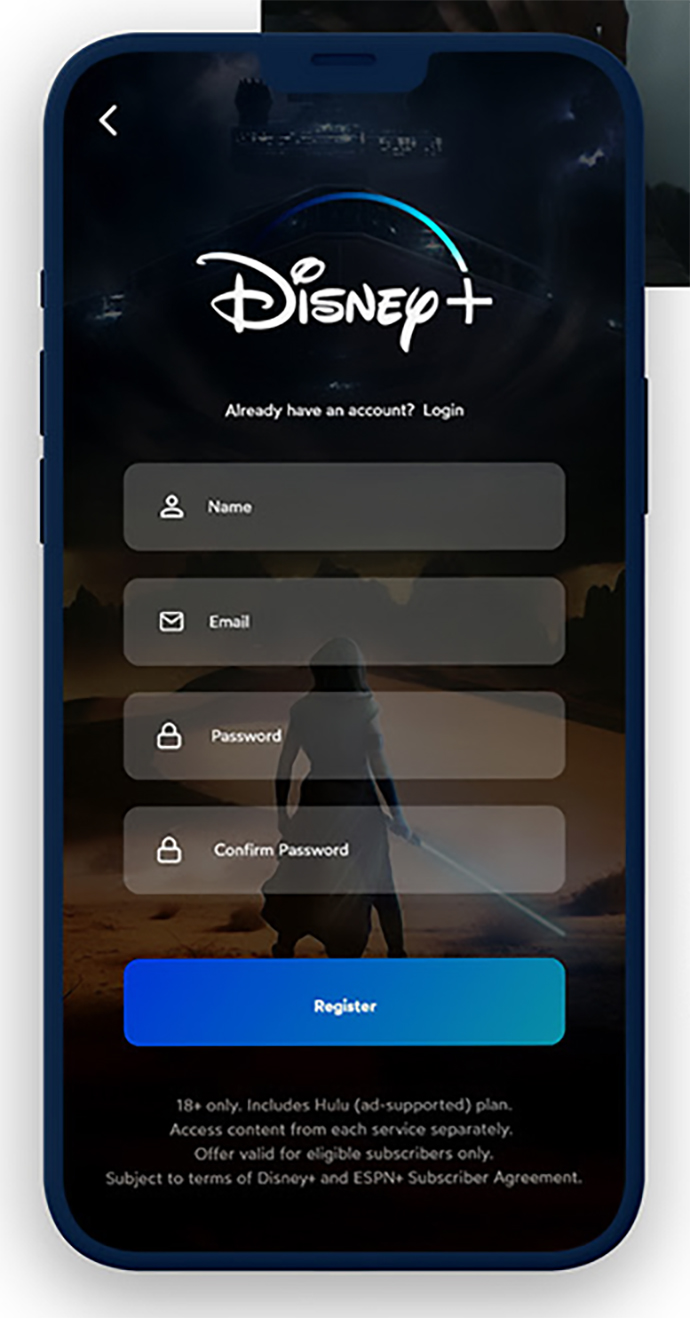 Disney+
Already have an account? Login
Name
Email
Password
Confirm Password
Register
18+ only. Includes Hulu (ad-supported) plan.
Access content from each service separately.
Offer valid for eligible subscribers only.
Subject to terms of Disney+ and ESPN+ Subscriber Agreement.